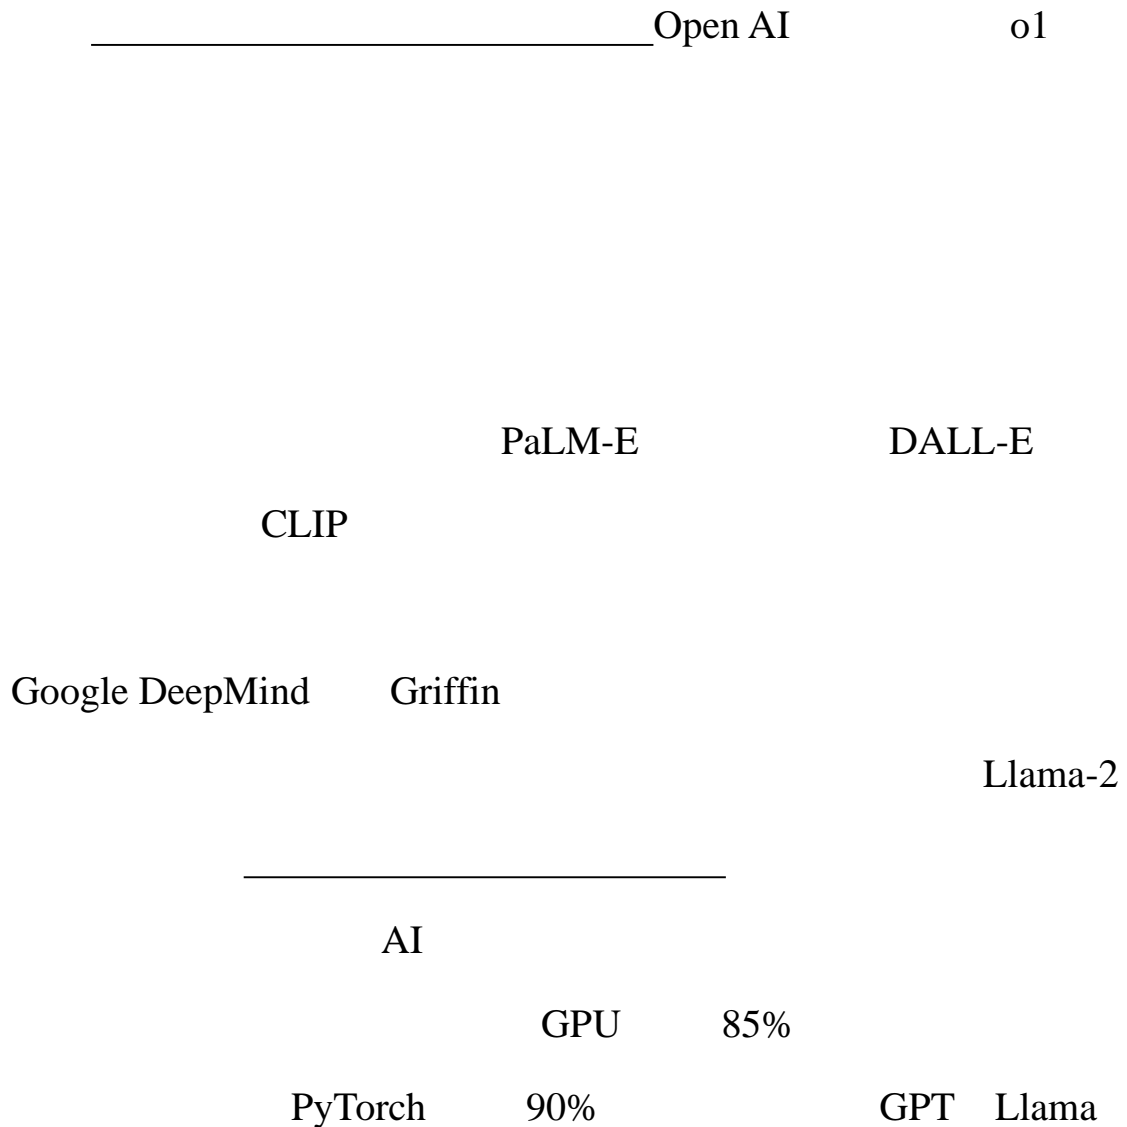 Open AI o1
PaLM-E DALL-E
CLIP
Google DeepMind Griffin
Llama-2
AI
GPU 85%
PyTorch 90% GPT Llama